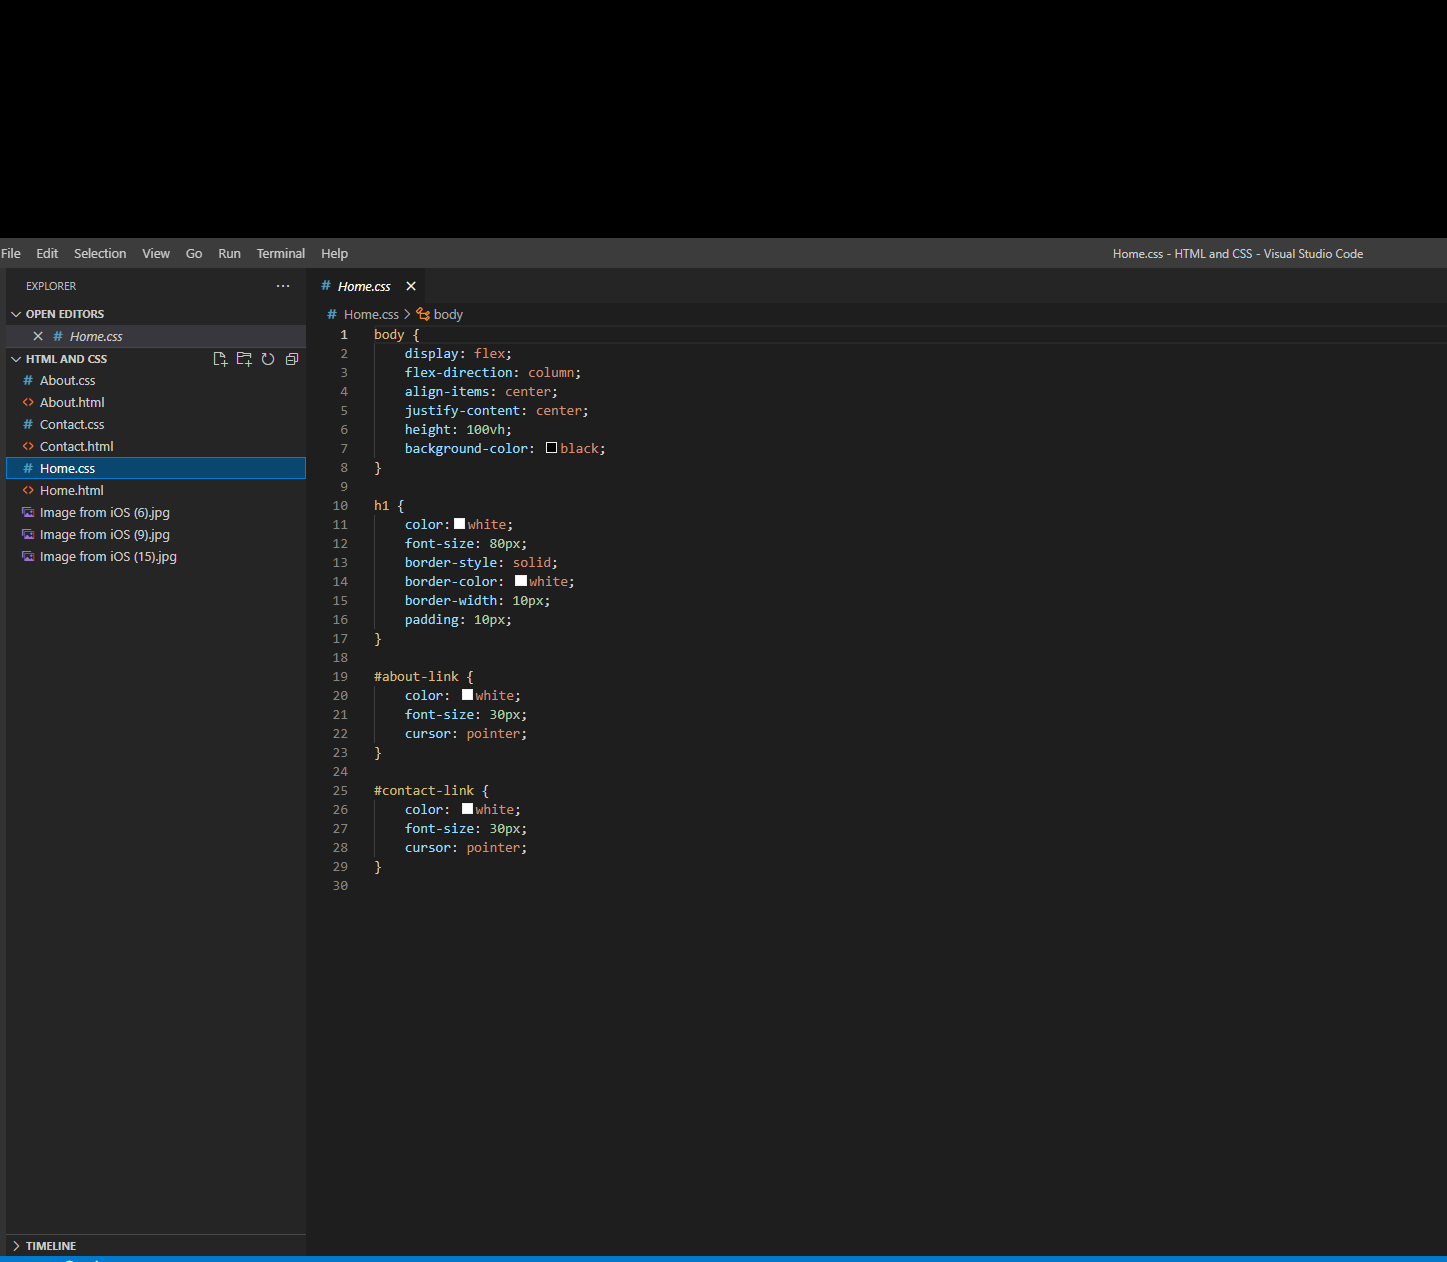 File Edit Selection View Go Run Terminal Help
Home.css - HTML and CSS - Visual Studio Code
EXPLORER
OPEN EDITORS
# Home.css
HTML AND CSS
# About.css
<> About.html
# Contact.css
<> Contact.html
# Home.css
<> Home.html
Image from iOS (6).jpg
Image from iOS (9).jpg
Image from iOS (15).jpg
TIMELINE
# Home.css
# Home.css > body
1 body {
2     display: flex;
3     flex-direction: column;
4     align-items: center;
5     justify-content: center;
6     height: 100vh;
7     background-color: black;
8 }
9
10 h1 {
11     color: white;
12     font-size: 80px;
13     border-style: solid;
14     border-color: white;
15     border-width: 10px;
16     padding: 10px;
17 }
18
19 #about-link {
20     color: white;
21     font-size: 30px;
22     cursor: pointer;
23 }
24
25 #contact-link {
26     color: white;
27     font-size: 30px;
28     cursor: pointer;
29 }
30